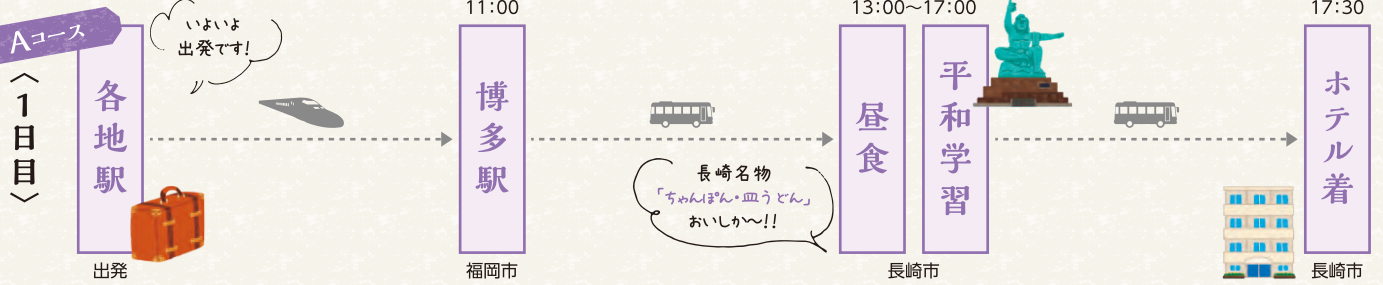 Aコース
〈1日目〉
各地駅
出発
いよいよ
出発です!
11:00
博多駅
福岡市
長崎名物
「ちゃんぽん・皿うどん」
おいしか〜!!
13:00〜17:00
昼食
平和学習
長崎市
17:30
ホテル着
長崎市